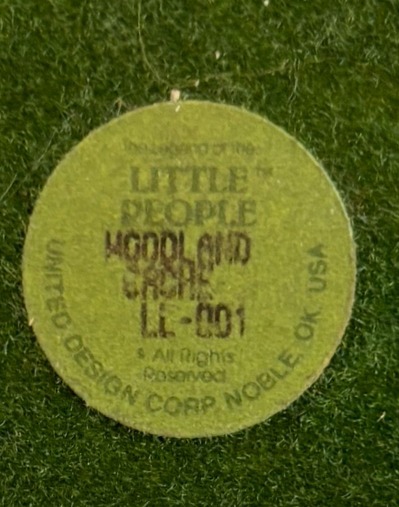 The Legend of the
LITTLE™
PEOPLE
WOODLAND
CACHE
LL-001
© All Rights
Reserved
UNITED DESIGN CORP. NOBLE, OK USA